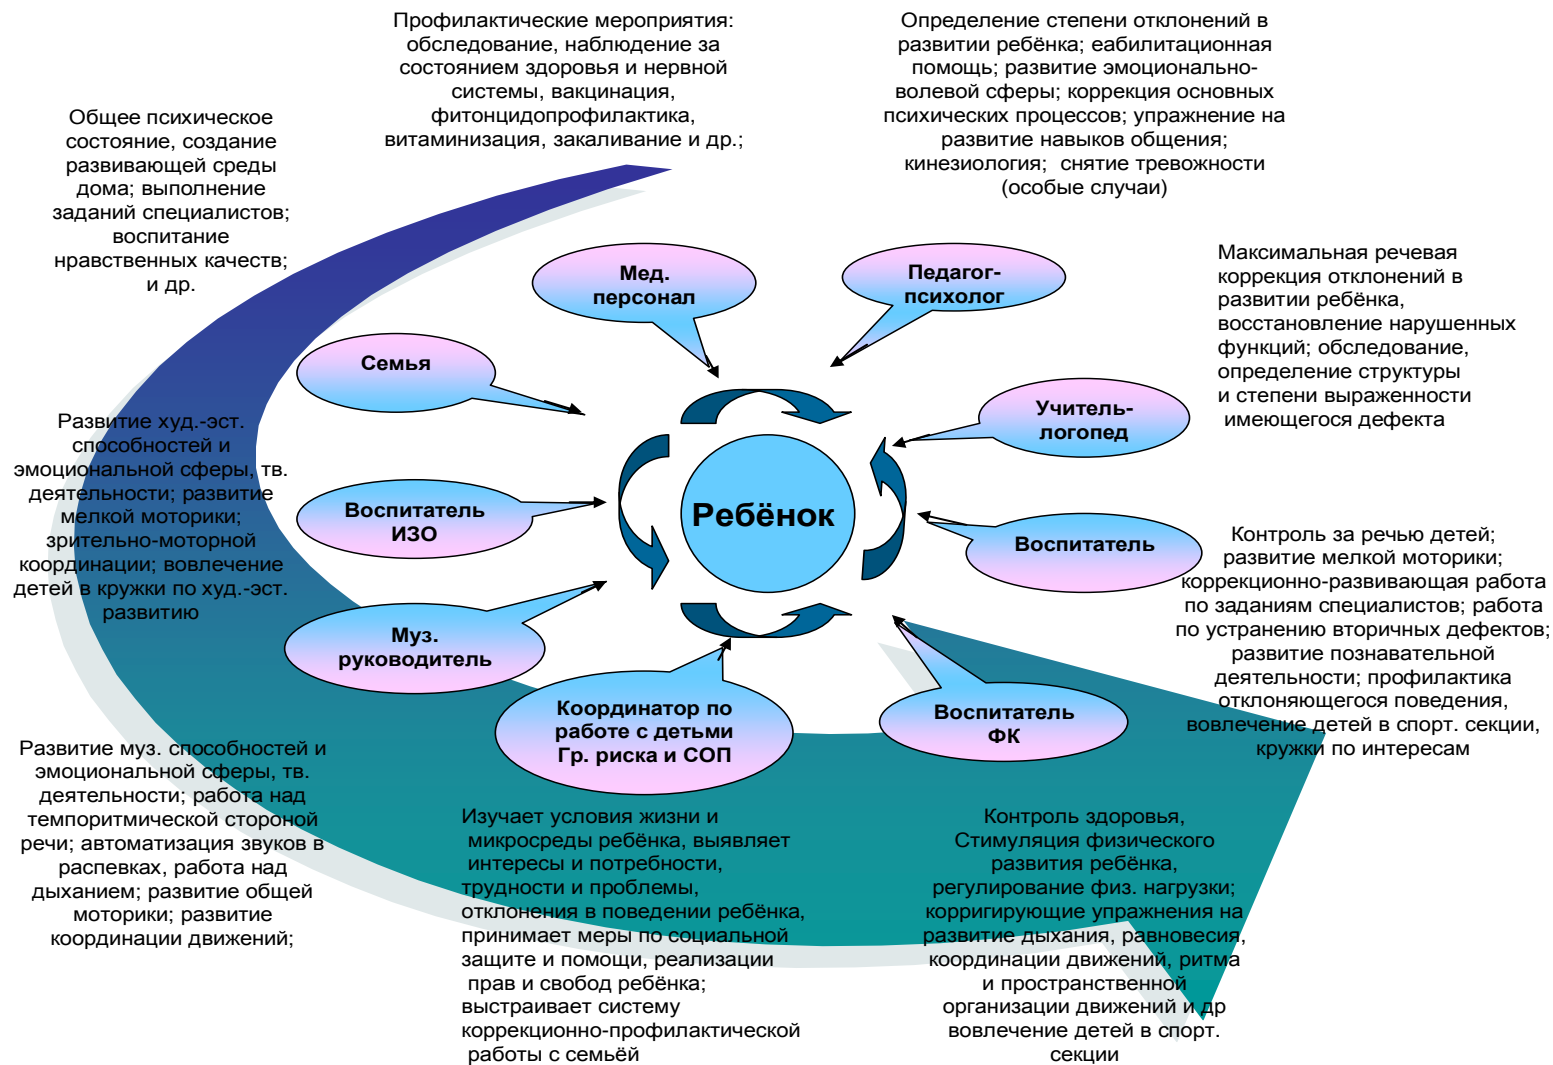 Профилактические мероприятия:
обследование, наблюдение за
состоянием здоровья и нервной
системы, вакцинация,
фитонцидопрофилактика,
витаминизация, закаливание и др.;
Определение степени отклонений в
развитии ребёнка; еабилитационная
помощь; развитие эмоционально-
волевой сферы; коррекция основных
психических процессов; упражнение на
развитие навыков общения;
кинезиология; снятие тревожности
(особые случаи)
Общее психическое
состояние, создание
развивающей среды
дома; выполнение
заданий специалистов;
воспитание
нравственных качеств;
и др.
Мед.
персонал
Педагог-
психолог
Максимальная речевая
коррекция отклонений в
развитии ребёнка,
восстановление нарушенных
функций; обследование,
определение структуры
и степени выраженности
имеющегося дефекта
Семья
Учитель-
логопед
Развитие худ.-эст.
способностей и
эмоциональной сферы, тв.
деятельности; развитие
мелкой моторики;
зрительно-моторной
координации; вовлечение
детей в кружки по худ.-эст.
развитию
Воспитатель
ИЗО
Ребёнок
Воспитатель
Контроль за речью детей;
развитие мелкой моторики;
коррекционно-развивающая работа
по заданиям специалистов; работа
по устранению вторичных дефектов;
развитие познавательной
деятельности; профилактика
отклоняющегося поведения,
вовлечение детей в спорт. секции,
кружки по интересам
Муз.
руководитель
Координатор по
работе с детьми
Гр. риска и СОП
Воспитатель
ФК
Развитие муз. способностей и
эмоциональной сферы, тв.
деятельности; работа над
темпоритмической стороной
речи; автоматизация звуков в
распевках, работа над
дыханием; развитие общей
моторики; развитие
координации движений;
Изучает условия жизни и
микросреды ребёнка, выявляет
интересы и потребности,
трудности и проблемы,
отклонения в поведении ребёнка,
принимает меры по социальной
защите и помощи, реализации
прав и свобод ребёнка;
выстраивает систему
коррекционно-профилактической
работы с семьёй
Контроль здоровья,
Стимуляция физического
развития ребёнка,
регулирование физ. нагрузки;
корригирующие упражнения на
развитие дыхания, равновесия,
координации движений, ритма
и пространственной
организации движений и др
вовлечение детей в спорт.
секции